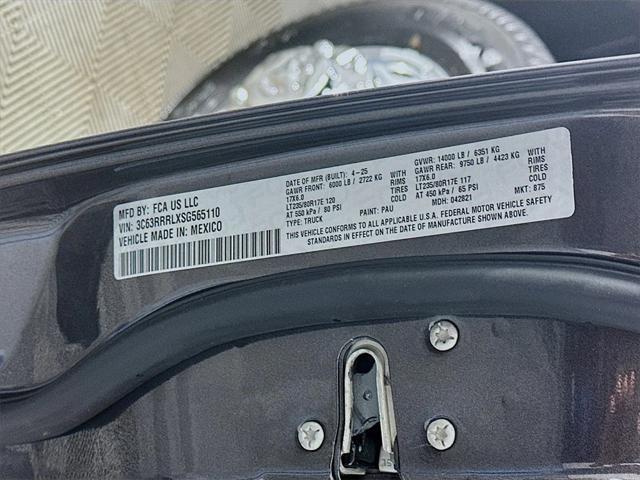 MFD BY: FCA US LLC
VIN: 3C63RRRLXSG565110
VEHICLE MADE IN: MEXICO
DATE OF MFR (BUILT): 4-25 GVWR: 14000 LB / 6351 KG
GAWR FRONT: 6000 LB / 2722 KG WITH GAWR REAR: 9750 LB / 4423 KG WITH
17X6.0 RIMS 17X6.0 RIMS
LT235/80R17E 120 TIRES LT235/80R17E 117 TIRES
AT 550 kPa / 80 PSI COLD AT 450 kPa / 65 PSI COLD
TYPE: TRUCK PAINT: PAU MDH: 042821 MKT: 875
THIS VEHICLE CONFORMS TO ALL APPLICABLE U.S.A. FEDERAL MOTOR VEHICLE SAFETY
STANDARDS IN EFFECT ON THE DATE OF MANUFACTURE SHOWN ABOVE.